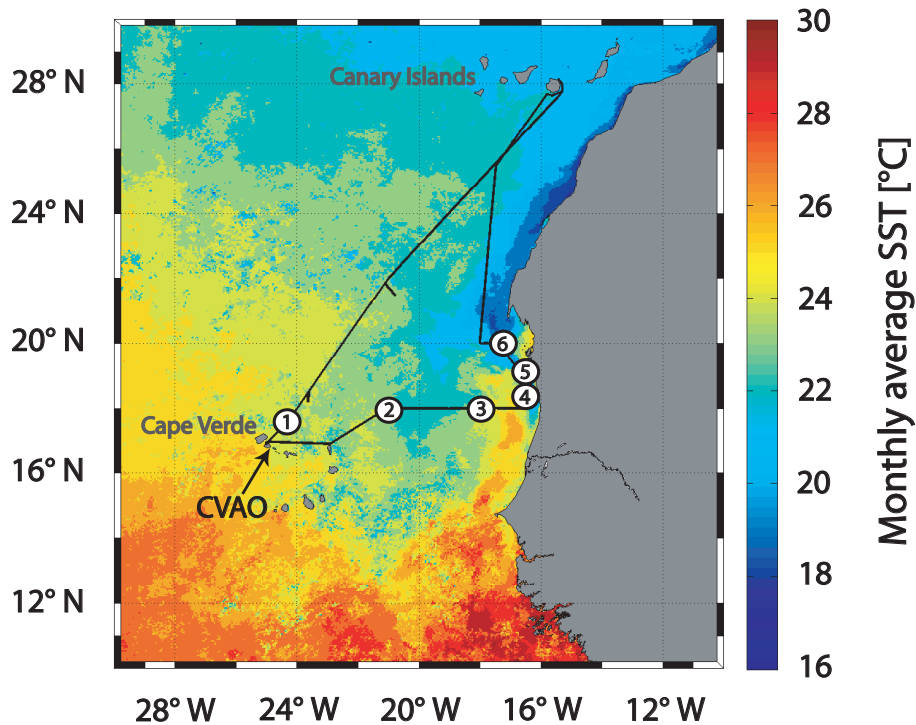 30
28° N
Canary Islands
28
24° N
26
Monthly average SST [°C]
24
20° N
6
22
5
4
1
2
3
Cape Verde
20
16° N
CVAO
18
12° N
16
28° W
24° W
20° W
16° W
12° W